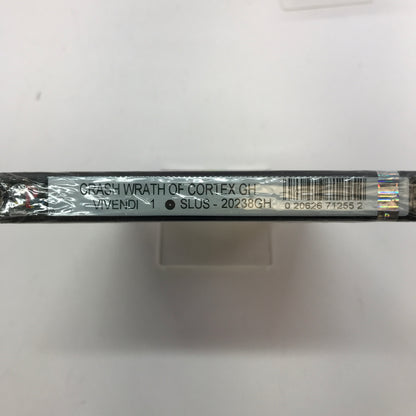 CRASH WRATH OF CORTEX GH
VIVENDI 1 SLUS - 20238GH
0 20626 71255 2